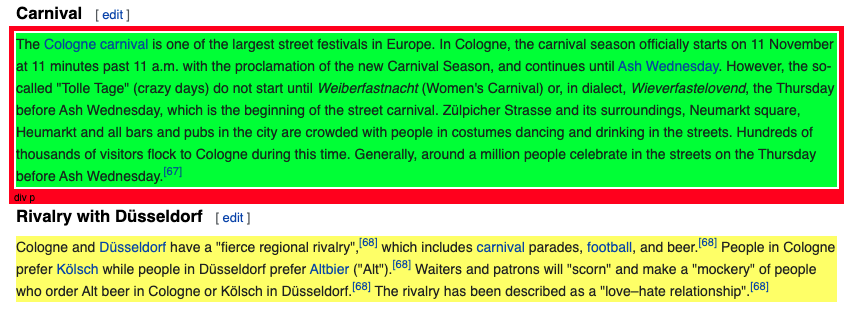 Carnival [ edit ]
The Cologne carnival is one of the largest street festivals in Europe. In Cologne, the carnival season officially starts on 11 November
at 11 minutes past 11 a.m. with the proclamation of the new Carnival Season, and continues until Ash Wednesday. However, the so-
called "Tolle Tage" (crazy days) do not start until Weiberfastnacht (Women's Carnival) or, in dialect, Wieverfastelovend, the Thursday
before Ash Wednesday, which is the beginning of the street carnival. Zülpicher Strasse and its surroundings, Neumarkt square,
Heumarkt and all bars and pubs in the city are crowded with people in costumes dancing and drinking in the streets. Hundreds of
thousands of visitors flock to Cologne during this time. Generally, around a million people celebrate in the streets on the Thursday
before Ash Wednesday.[67]
div p
Rivalry with Düsseldorf [ edit ]
Cologne and Düsseldorf have a "fierce regional rivalry",[68] which includes carnival parades, football, and beer.[68] People in Cologne
prefer Kölsch while people in Düsseldorf prefer Altbier ("Alt").[68] Waiters and patrons will "scorn" and make a "mockery" of people
who order Alt beer in Cologne or Kölsch in Düsseldorf.[68] The rivalry has been described as a "love–hate relationship".[68]